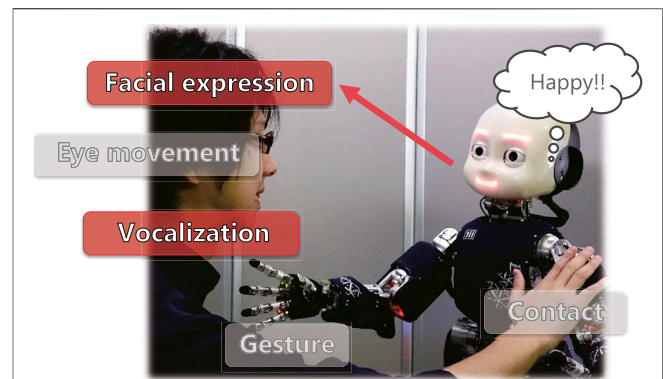 Facial expression
Happy!!
Eye movement
Vocalization
Contact
Gesture